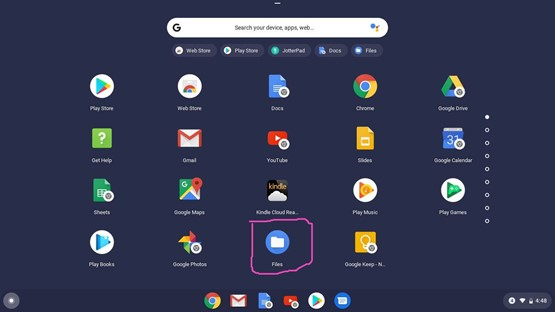 Search your device, apps, web...
Web Store Play Store JotterPad Docs Files
Play Store Web Store Docs Chrome Google Drive
31
Get Help Gmail YouTube Slides Google Calendar
kindle
Sheets Google Maps Kindle Cloud Rea... Play Music Play Games
Play Books Google Photos Files Google Keep - N...
4:48